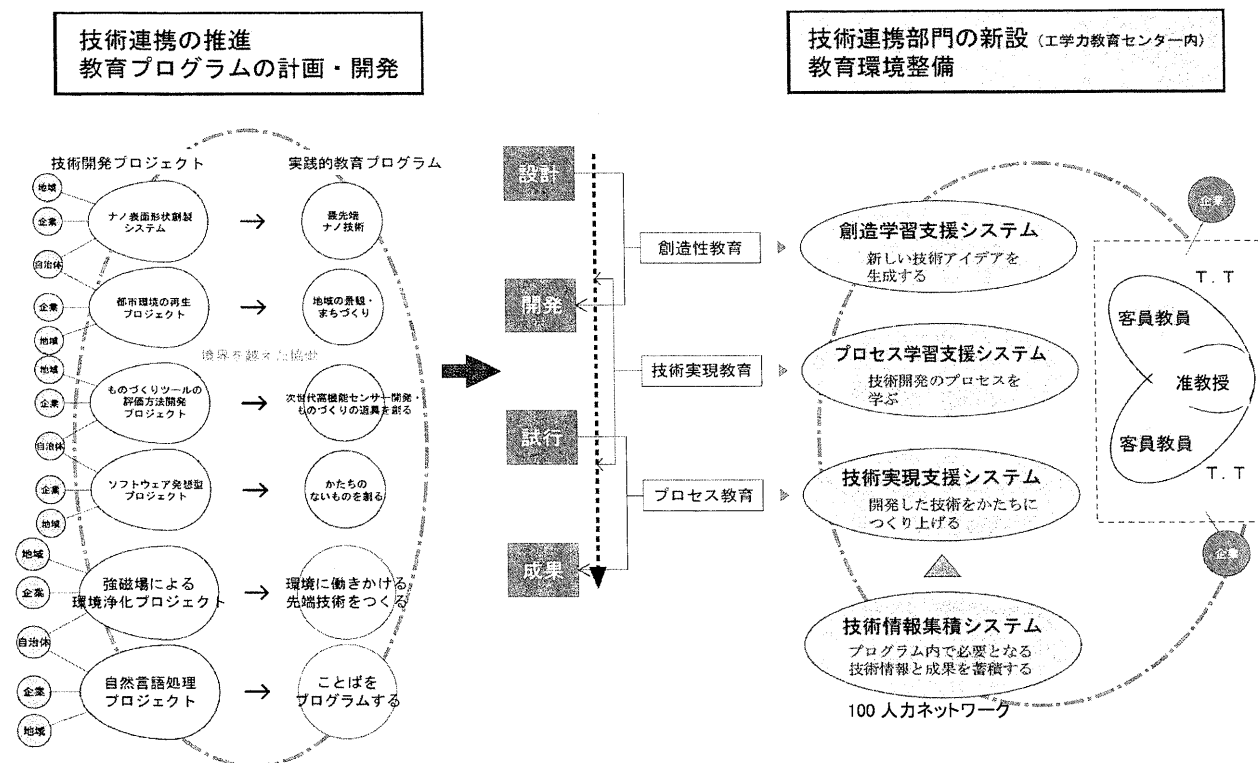 技術連携の推進
教育プログラムの計画・開発
技術連携部門の新設（工学力教育センター内）
教育環境整備
技術開発プロジェクト
実践的教育プログラム
地域
企業
自治体
ナノ表面形状創製
システム
→
最先端
ナノ技術
企業
地域
都市環境の再生
プロジェクト
→
地域の景観・
まちづくり
境界を越えた協働
地域
企業
自治体
ものづくりツールの
評価方法開発
プロジェクト
→
次世代高機能センサー開発・
ものづくりの道具を創る
企業
地域
ソフトウェア発想型
プロジェクト
→
かたちの
ないものを創る
地域
企業
自治体
強磁場による
環境浄化プロジェクト
→
環境に働きかける
先端技術をつくる
企業
地域
自然言語処理
プロジェクト
→
ことばを
プログラムする
設計
開発
試行
成果
創造性教育
技術実現教育
プロセス教育
創造学習支援システム
新しい技術アイデアを
生成する
プロセス学習支援システム
技術開発のプロセスを
学ぶ
技術実現支援システム
開発した技術をかたちに
つくり上げる
技術情報集積システム
プログラム内で必要となる
技術情報と成果を蓄積する
100人力ネットワーク
企業
T.T
客員教員
准教授
客員教員
T.T
企業